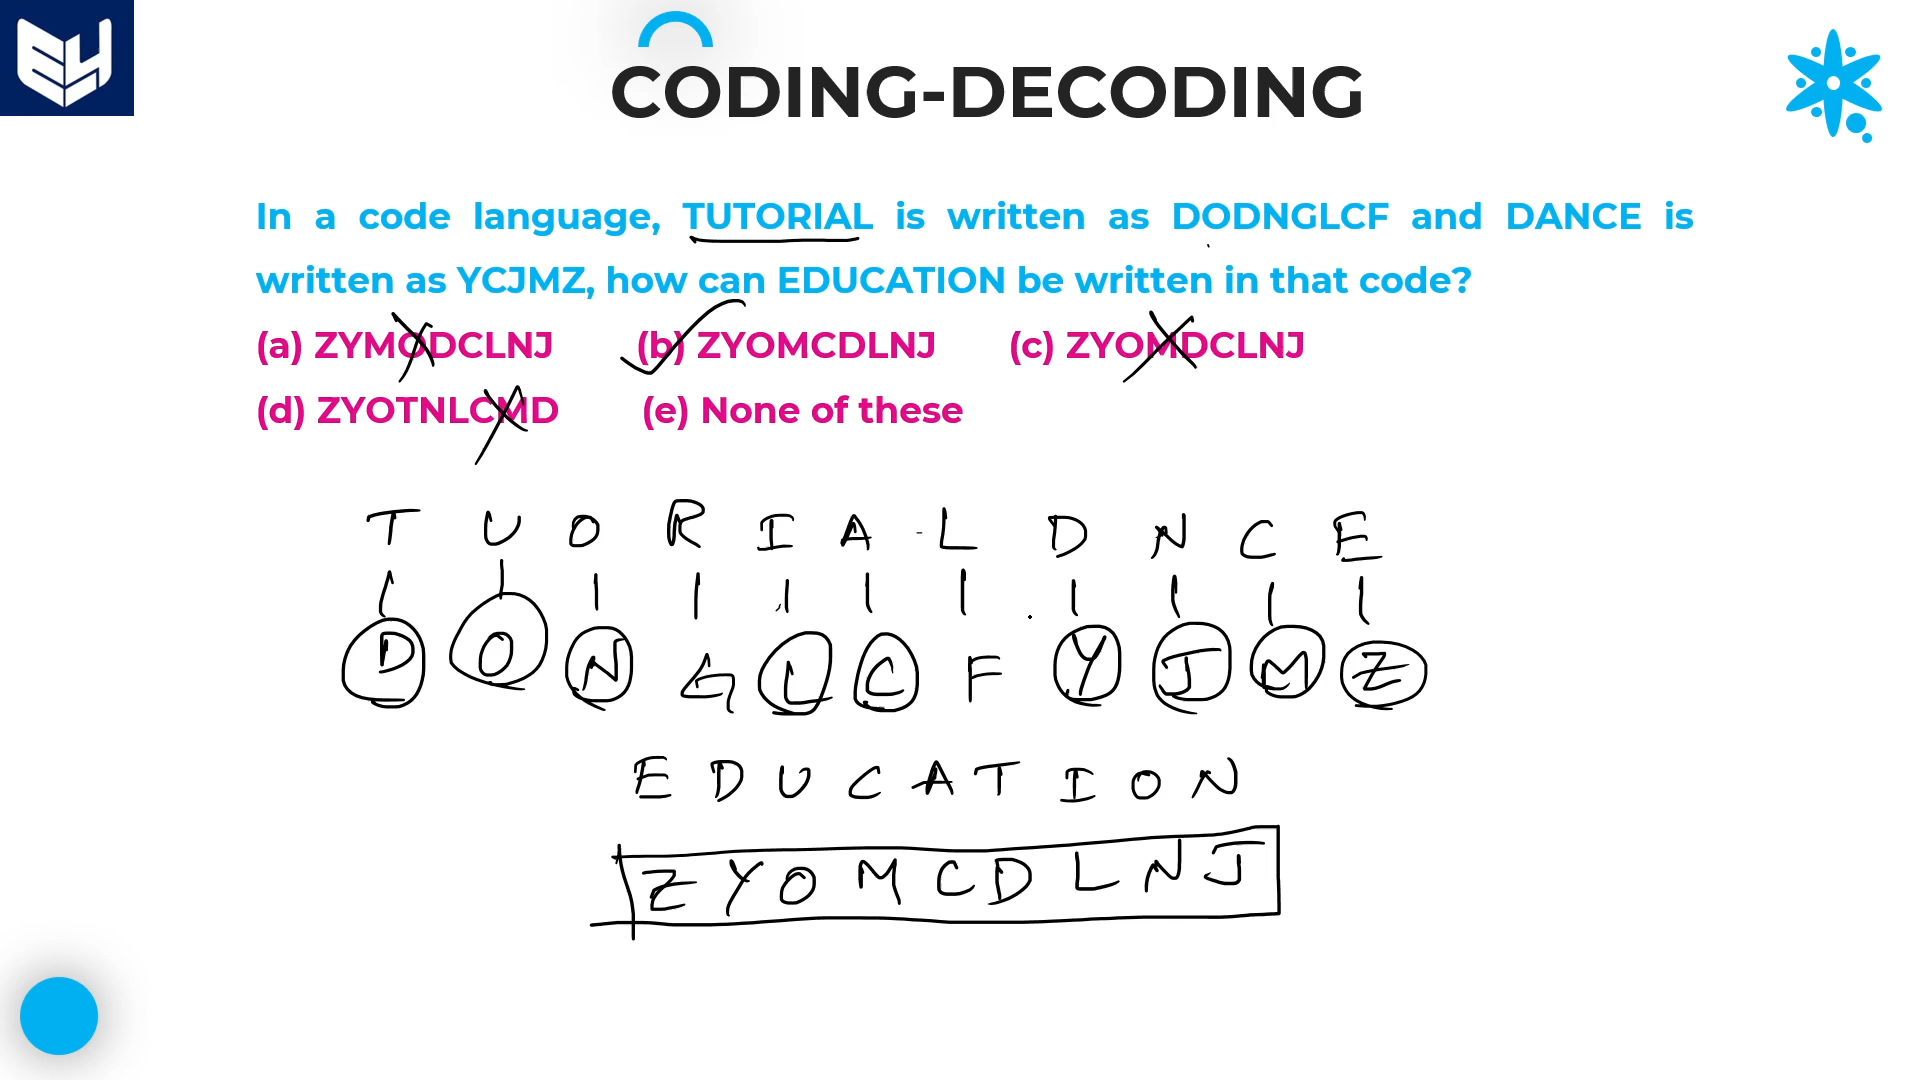 CODING-DECODING
In a code language, TUTORIAL is written as DODNGLCF and DANCE is
written as YCJMZ, how can EDUCATION be written in that code?
(a) ZYMODCLNJ (b) ZYOMCDLNJ (c) ZYOMDCLNJ
(d) ZYOTNLCMD (e) None of these
T U O R I A L D N C E
D O N G L C F Y J M Z
E D U C A T I O N
Z Y O M C D L N J